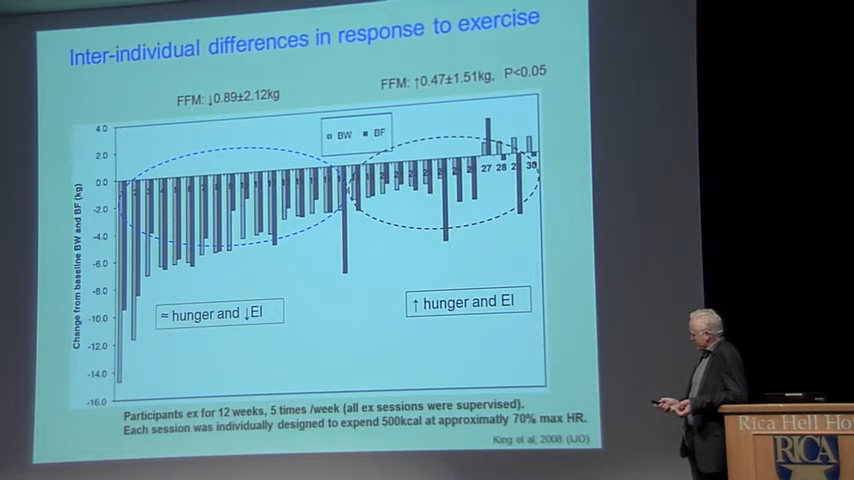 Inter-individual differences in response to exercise
FFM: ↓0.89±2.12kg
FFM: ↑0.47±1.51kg, P<0.05
BW BF
4.0
2.0
0.0
-2.0
-4.0
-6.0
-8.0
-10.0
-12.0
-14.0
-16.0
Change from baseline BW and BF (kg)
27 28 30
≈ hunger and ↓EI
↑ hunger and EI
Participants ex for 12 weeks, 5 times /week (all ex sessions were supervised).
Each session was individually designed to expend 500kcal at approximatly 70% max HR.
King et al, 2008 (IJO)
Rica Hell Ho
RICA